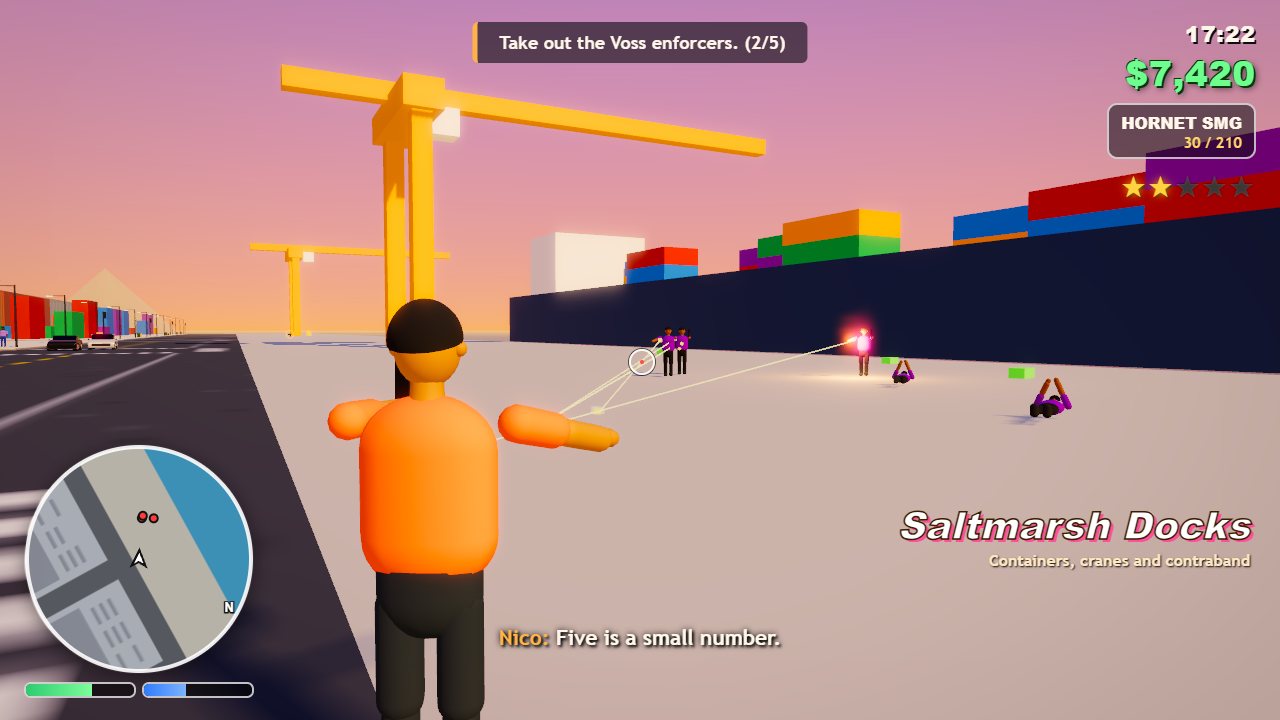 Take out the Voss enforcers. (2/5)
17:22
$7,420
HORNET SMG
30 / 210
Saltmarsh Docks
Containers, cranes and contraband
N
Nico: Five is a small number.